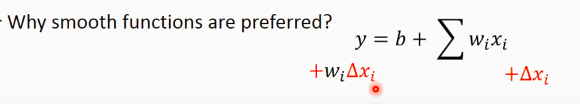 - Why smooth functions are preferred?
y = b + ∑ wᵢxᵢ
+wᵢΔxᵢ +Δxᵢ